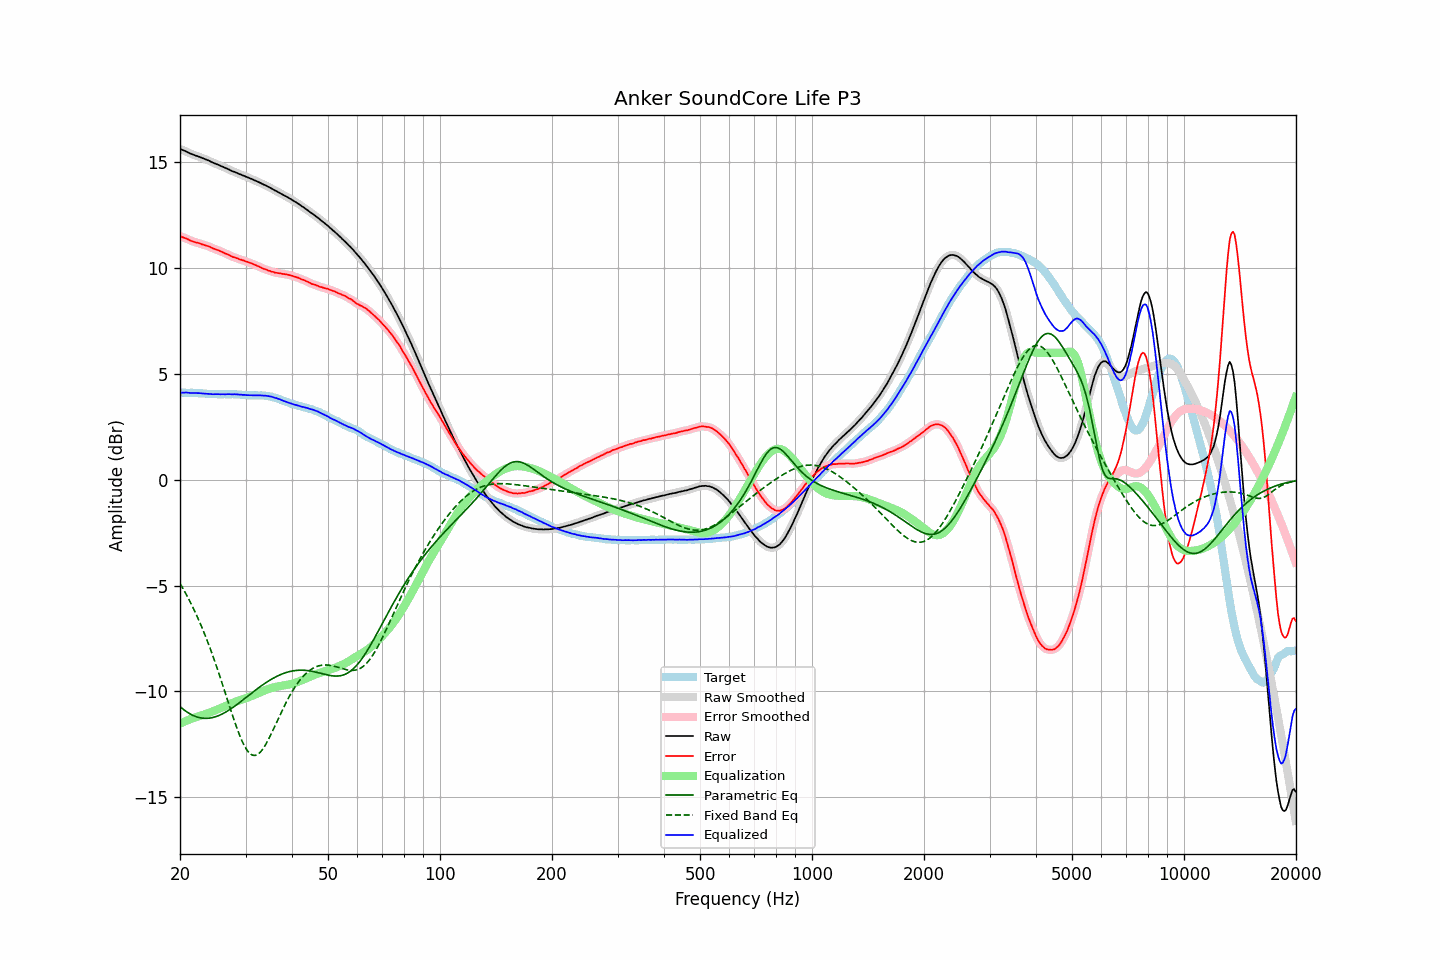 Anker SoundCore Life P3
Amplitude (dBr)
15
10
5
0
−5
−10
−15
Target
Raw Smoothed
Error Smoothed
Raw
Error
Equalization
Parametric Eq
Fixed Band Eq
Equalized
20 50 100 200 500 1000 2000 5000 10000 20000
Frequency (Hz)